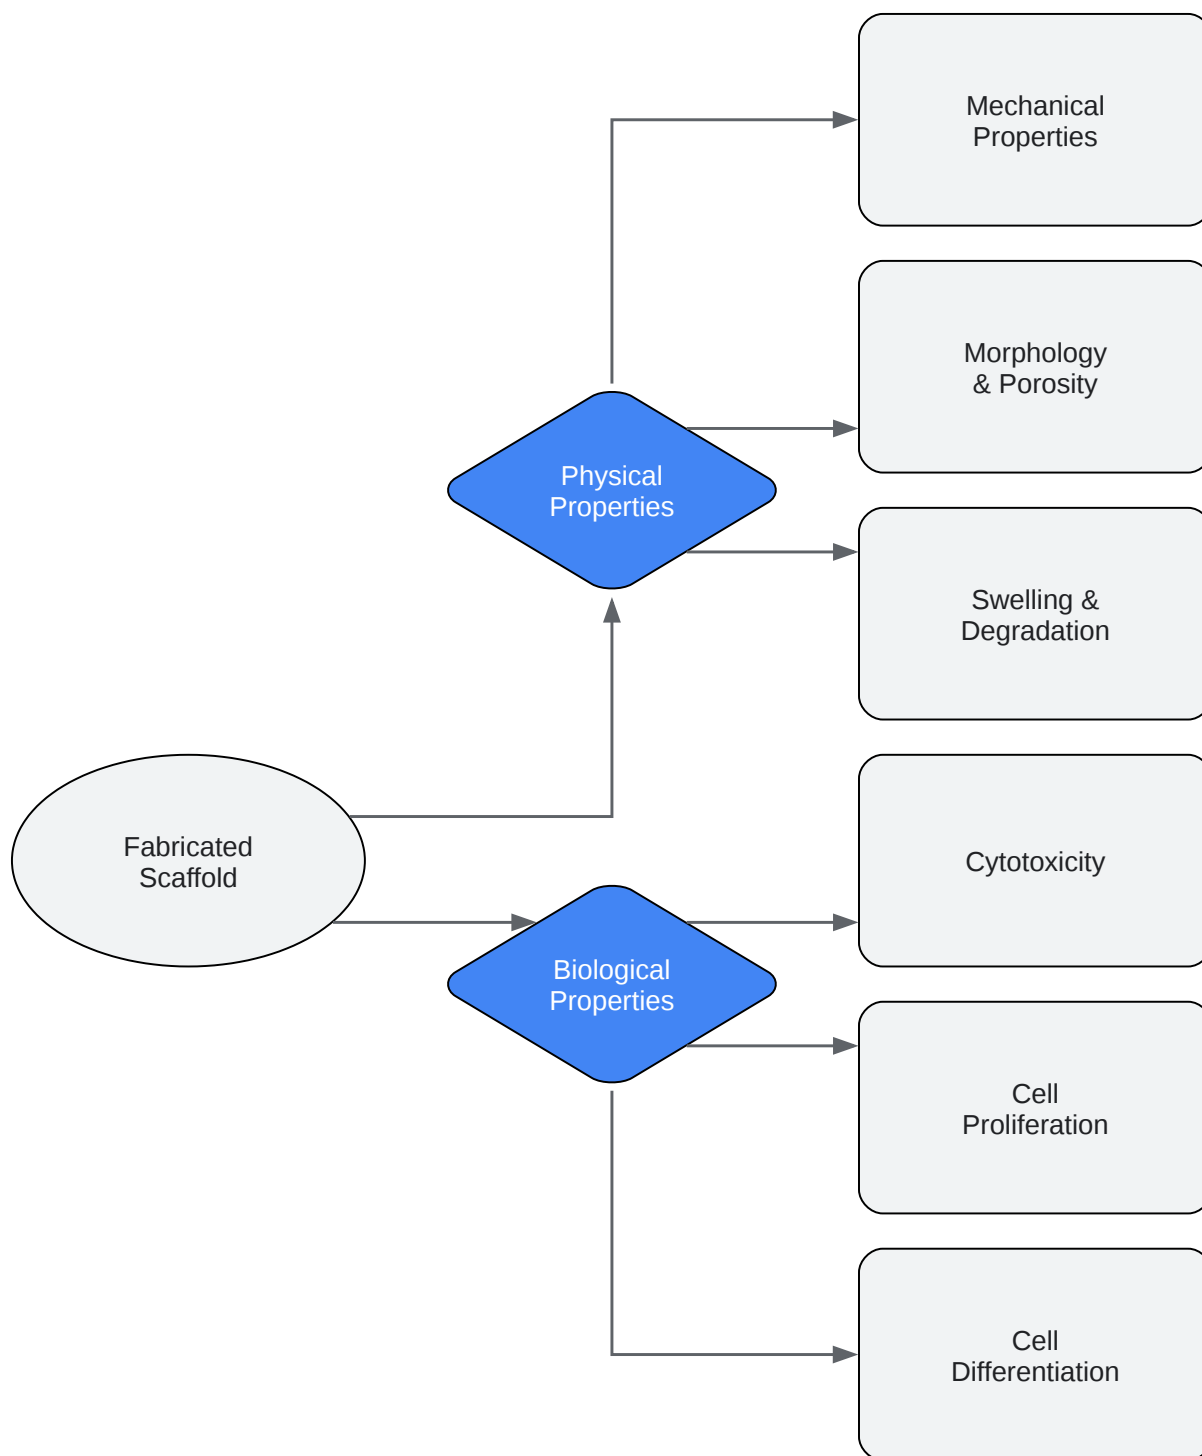 Mechanical
Properties
Morphology
& Porosity
Physical
Properties
Swelling &
Degradation
Fabricated
Scaffold
Cytotoxicity
Biological
Properties
Cell
Proliferation
Cell
Differentiation